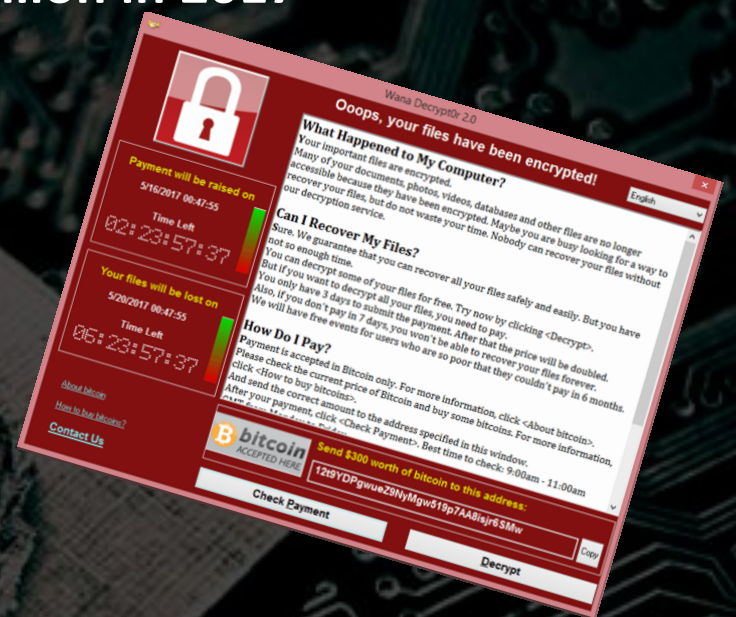 IN 2017
Wana Decrypt0r 2.0
Ooops, your files have been encrypted!
English
Payment will be raised on
5/16/2017 00:47:55
Time Left
02:23:57:37
Your files will be lost on
5/20/2017 00:47:55
Time Left
06:23:57:37
About bitcoin
How to buy bitcoins?
Contact Us
What Happened to My Computer?
Your important files are encrypted.
Many of your documents, photos, videos, databases and other files are no longer
accessible because they have been encrypted. Maybe you are busy looking for a way to
recover your files, but do not waste your time. Nobody can recover your files without
our decryption service.
Can I Recover My Files?
Sure. We guarantee that you can recover all your files safely and easily. But you have
not so enough time.
You can decrypt some of your files for free. Try now by clicking <Decrypt>.
But if you want to decrypt all your files, you need to pay.
You only have 3 days to submit the payment. After that the price will be doubled.
Also, if you don't pay in 7 days, you won't be able to recover your files forever.
We will have free events for users who are so poor that they couldn't pay in 6 months.
How Do I Pay?
Payment is accepted in Bitcoin only. For more information, click <About bitcoin>.
Please check the current price of Bitcoin and buy some bitcoins. For more information,
click <How to buy bitcoins>.
And send the correct amount to the address specified in this window.
After your payment, click <Check Payment>. Best time to check: 9:00am - 11:00am
GMT from Monday to Friday
bitcoin
ACCEPTED HERE
Send $300 worth of bitcoin to this address:
12t9YDPgwueZ9NyMgw519p7AA8isjr6SMw
Copy
Check Payment
Decrypt